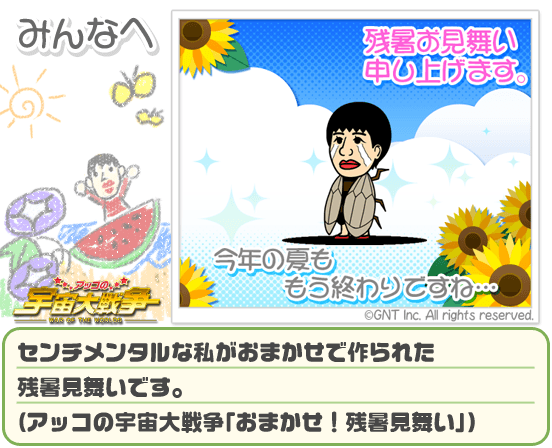 みんなへ
残暑お見舞い
申し上げます。
今年の夏も
もう終わりですね…
©GNT Inc. All rights reserved.
アッコの
宇宙大戦争
WAR OF THE WORLDS
センチメンタルな私がおまかせで作られた
残暑見舞いです。
(アッコの宇宙大戦争「おまかせ！残暑見舞い」)